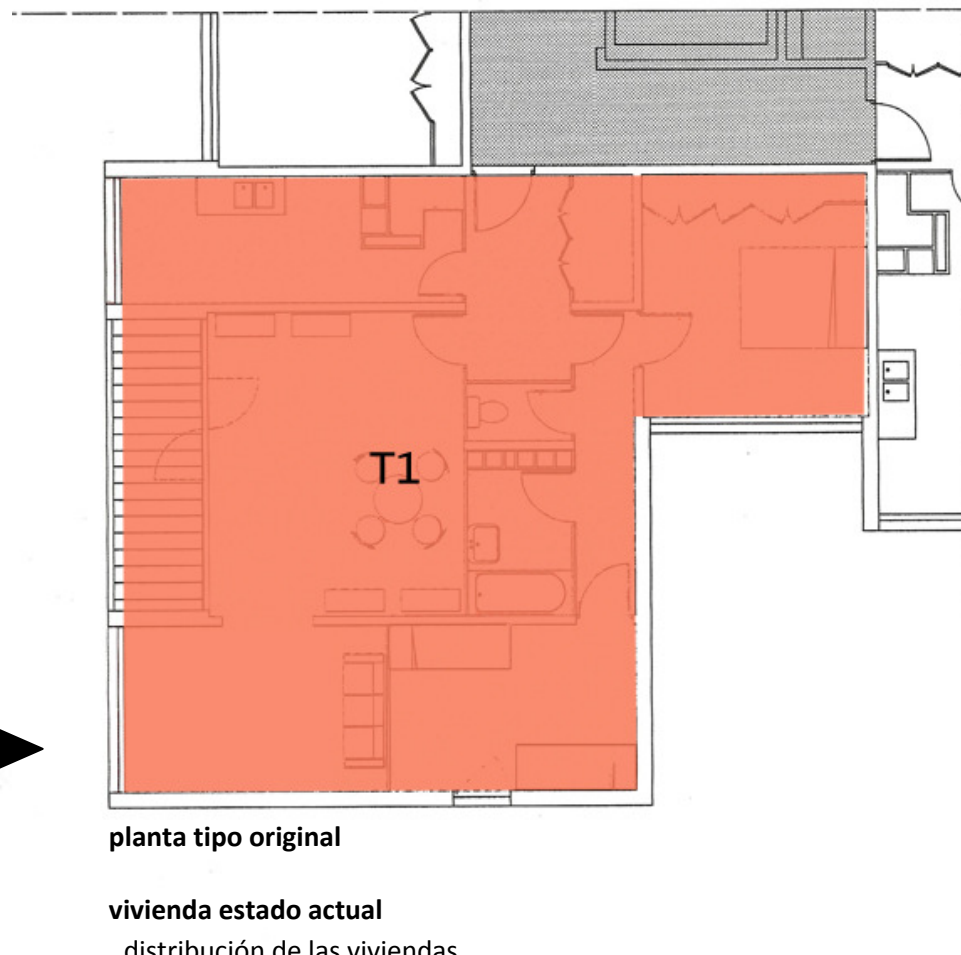 T1
planta tipo original
vivienda estado actual
distribución de las viviendas